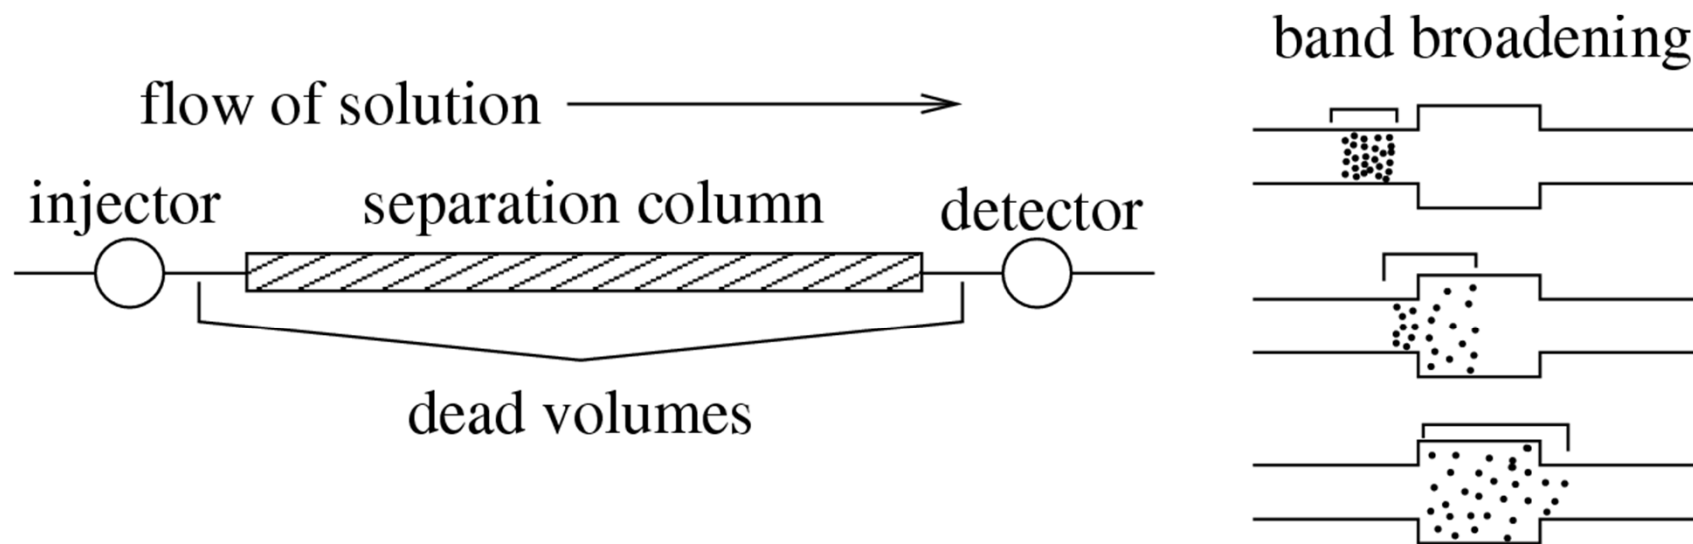 band broadening
flow of solution
injector
separation column
detector
dead volumes